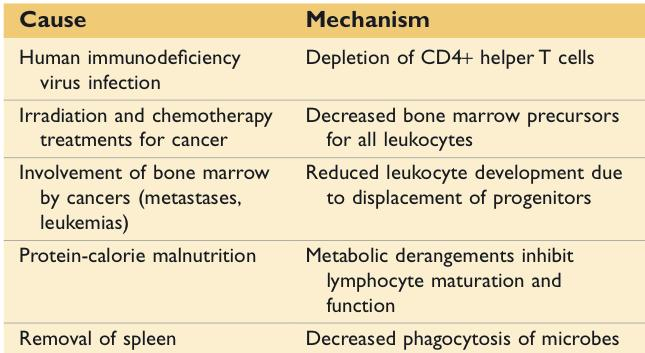 Cause Mechanism
Human immunodeficiency Depletion of CD4+ helper T cells
virus infection
Irradiation and chemotherapy Decreased bone marrow precursors
treatments for cancer for all leukocytes
Involvement of bone marrow Reduced leukocyte development due
by cancers (metastases, to displacement of progenitors
leukemias)
Protein-calorie malnutrition Metabolic derangements inhibit
lymphocyte maturation and
function
Removal of spleen Decreased phagocytosis of microbes